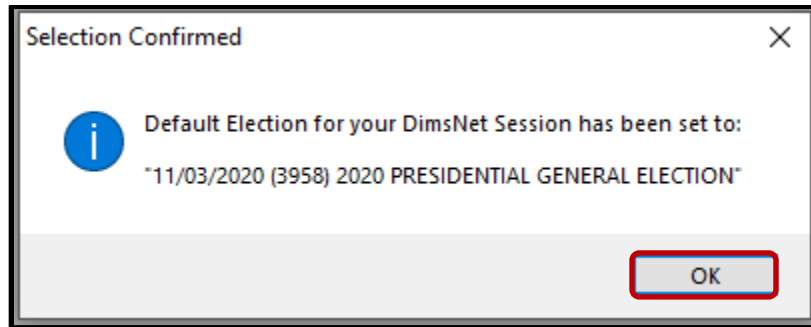 Selection Confirmed
Default Election for your DimsNet Session has been set to:
"11/03/2020 (3958) 2020 PRESIDENTIAL GENERAL ELECTION"
OK